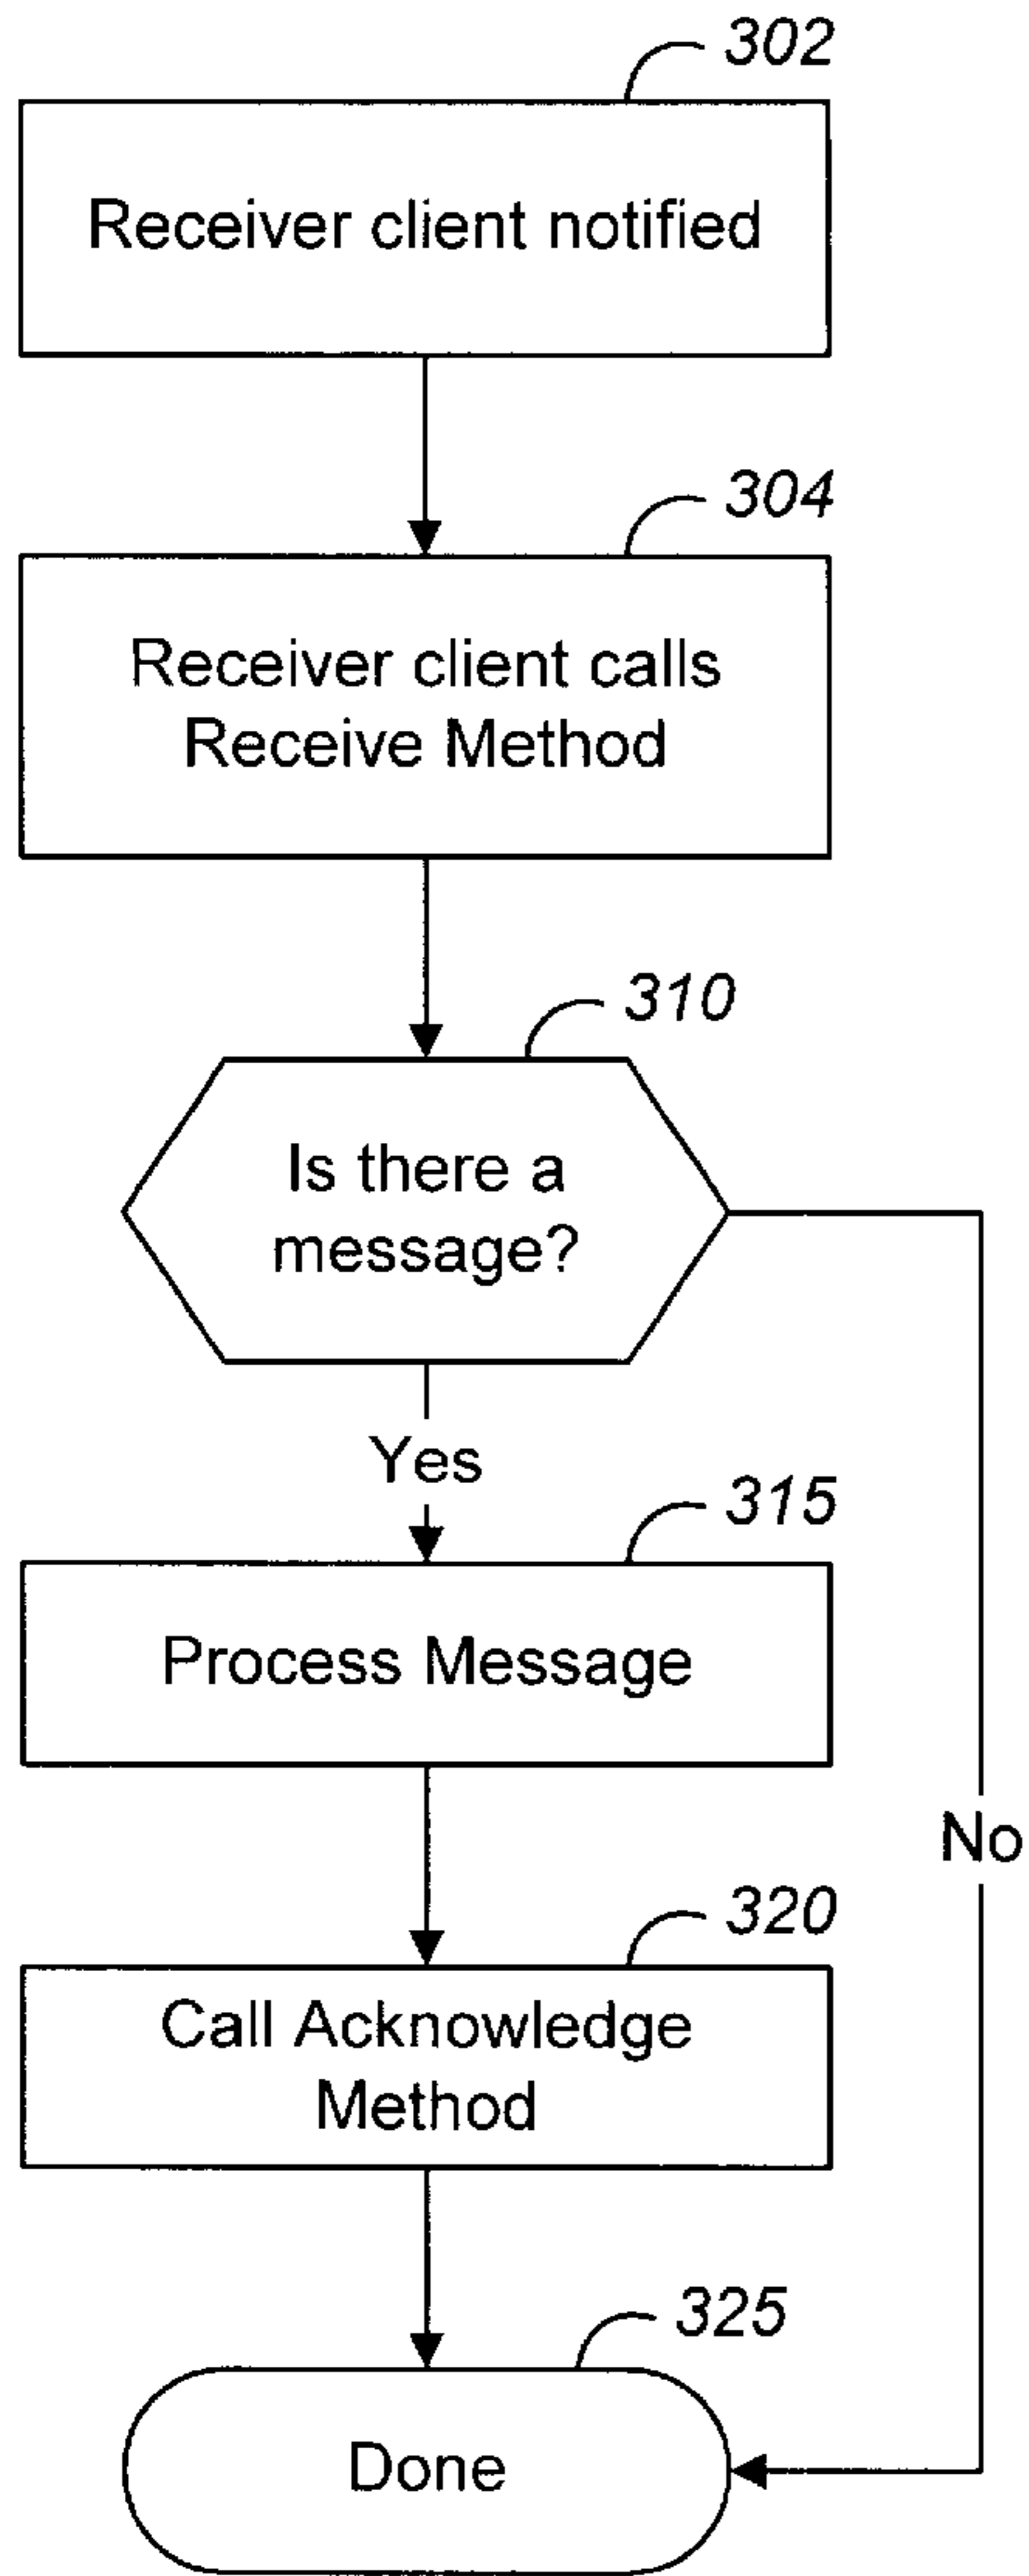 302
Receiver client notified
304
Receiver client calls
Receive Method
310
Is there a
message?
Yes
315
Process Message
No
320
Call Acknowledge
Method
325
Done